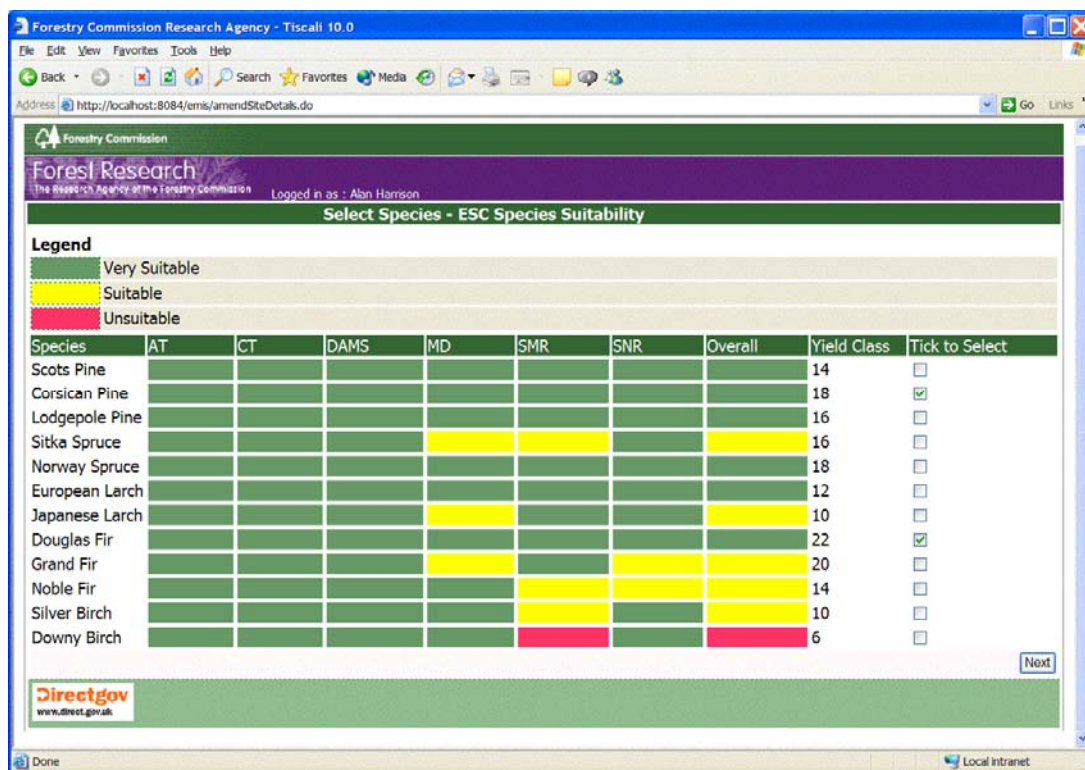 Forestry Commission Research Agency - Tiscali 10.0
File Edit View Favorites Tools Help
Back Search Favorites Media
Address http://localhost:8084/emis/amendSiteDetails.do Go Links
Forestry Commission
Forest Research
The Research Agency of the Forestry Commission Logged in as : Alan Harrison
Select Species - ESC Species Suitability
Legend
Very Suitable
Suitable
Unsuitable
Species AT CT DAMS MD SMR SNR Overall Yield Class Tick to Select
Scots Pine 14
Corsican Pine 18
Lodgepole Pine 16
Sitka Spruce 16
Norway Spruce 18
European Larch 12
Japanese Larch 10
Douglas Fir 22
Grand Fir 20
Noble Fir 14
Silver Birch 10
Downy Birch 6
Next
Directgov
www.direct.gov.uk
Done Local intranet